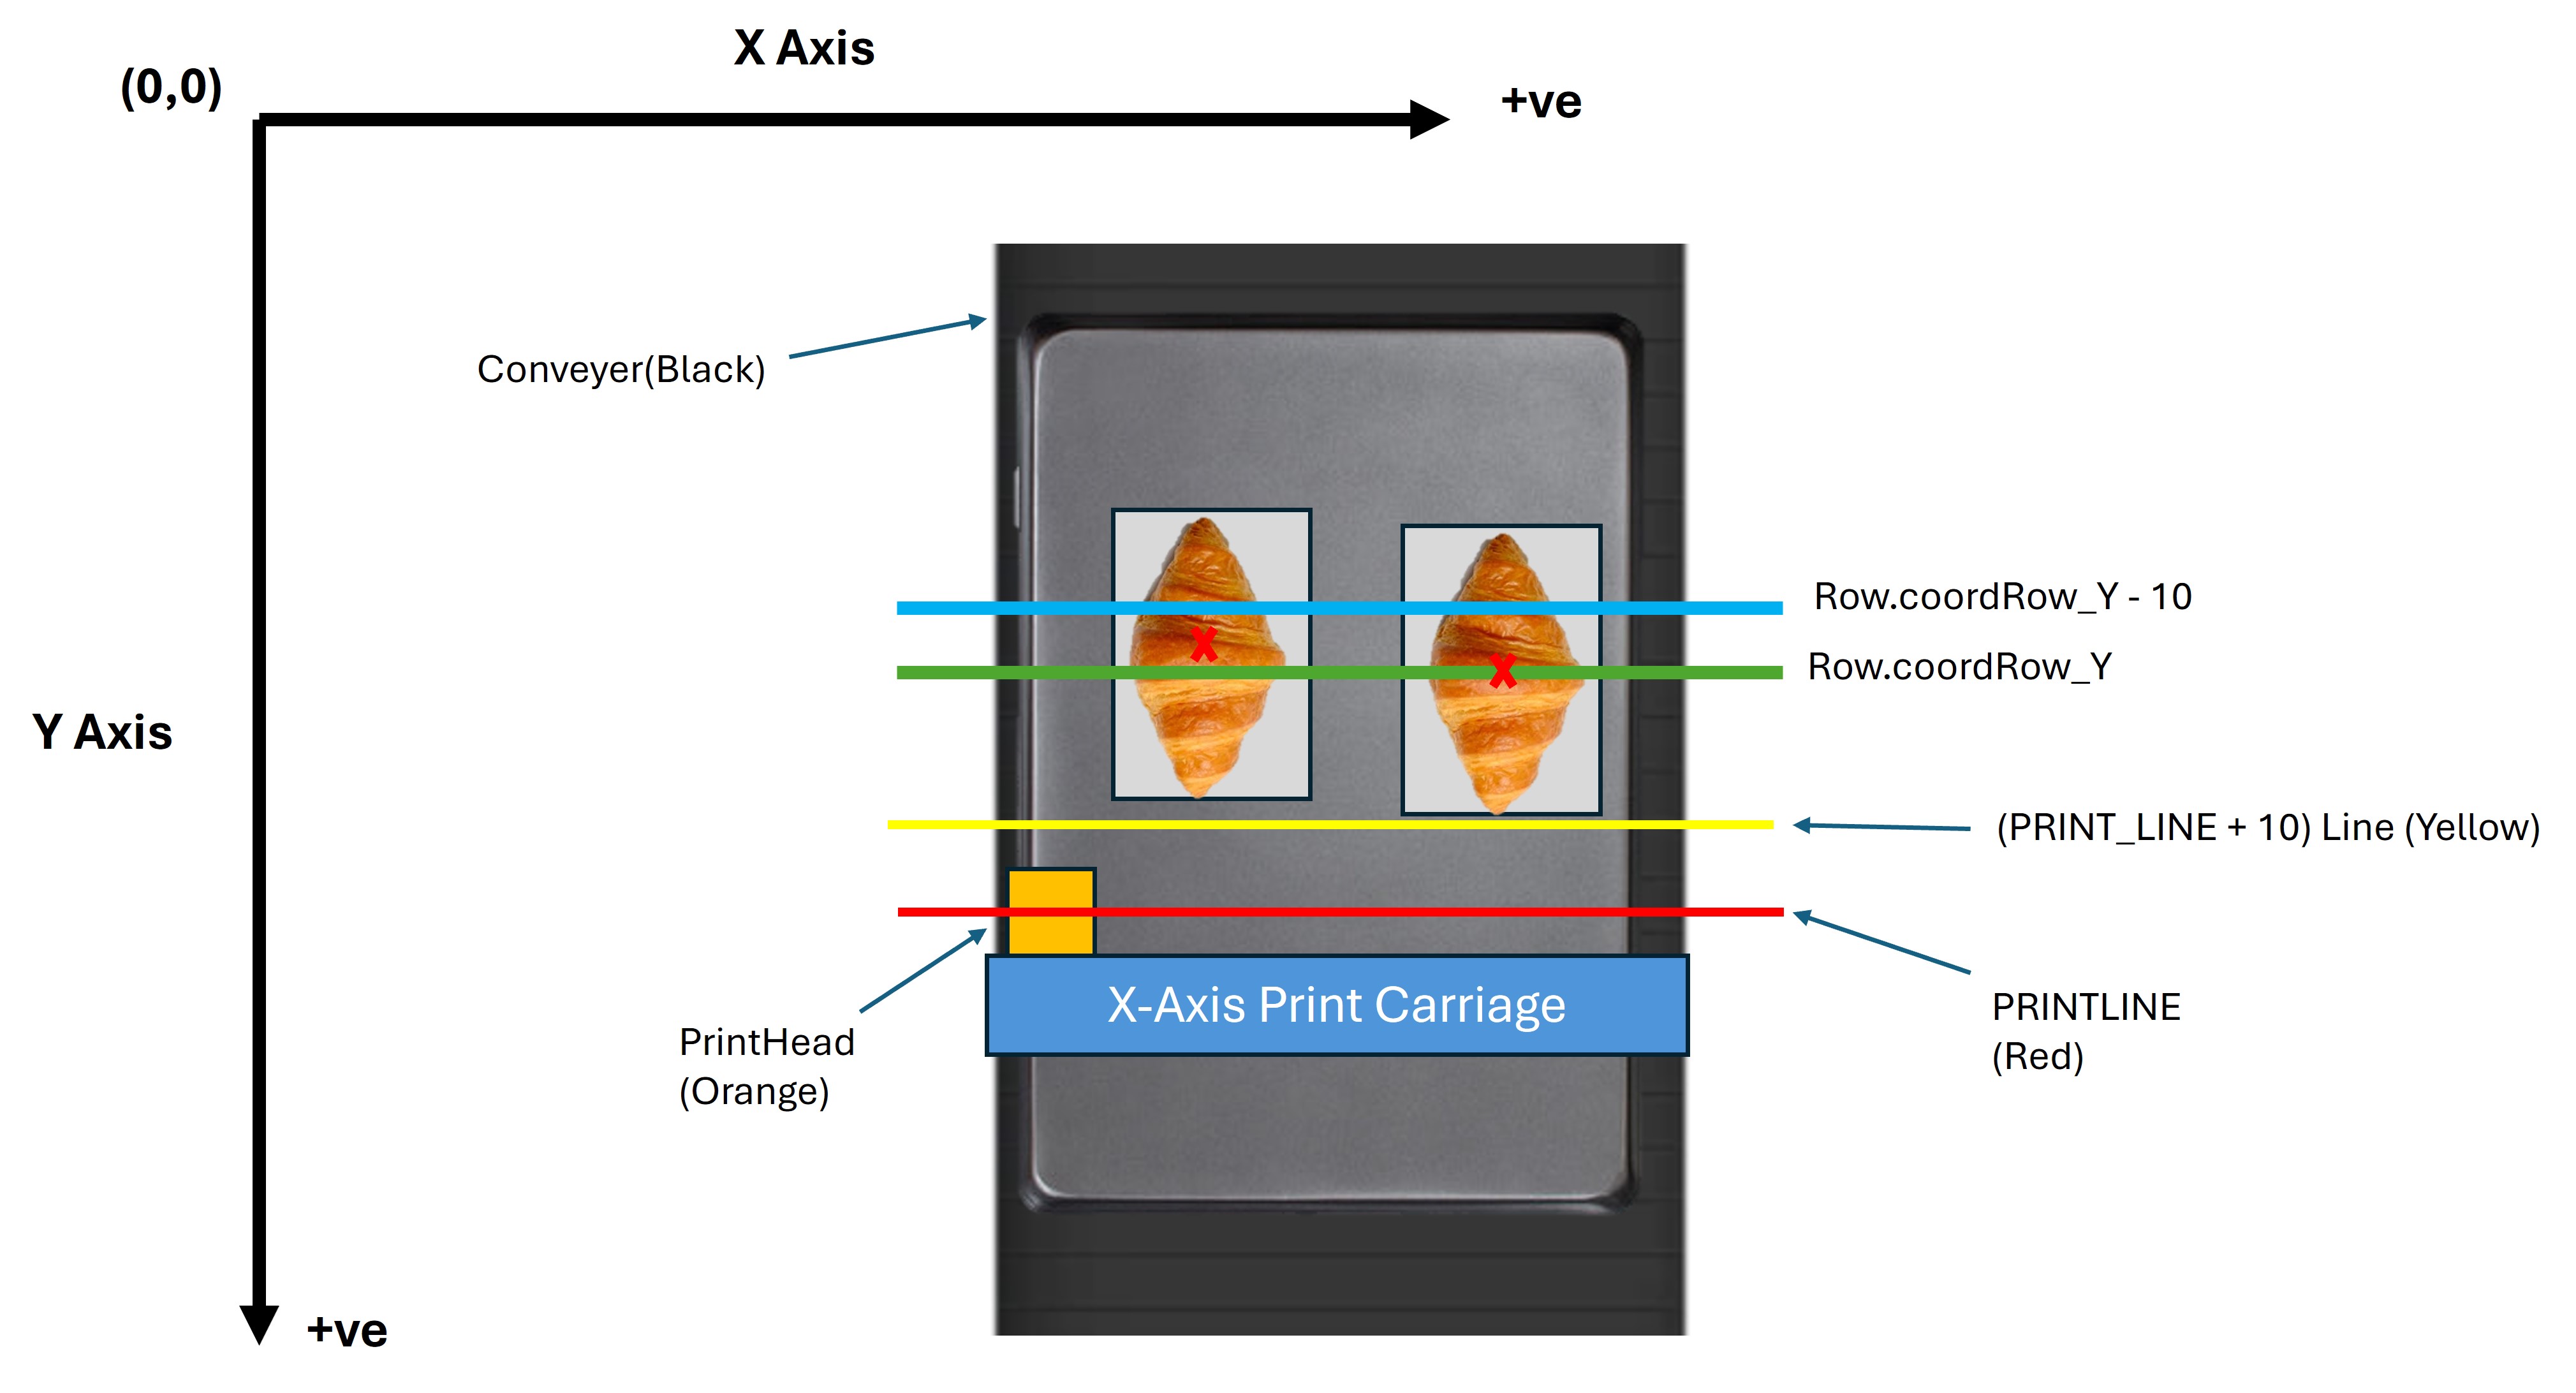 X Axis
(0,0)
+ve
Conveyer(Black)
Row.coordRow_Y - 10
Row.coordRow_Y
Y Axis
(PRINT_LINE + 10) Line (Yellow)
X-Axis Print Carriage
PRINTLINE
(Red)
PrintHead
(Orange)
+ve